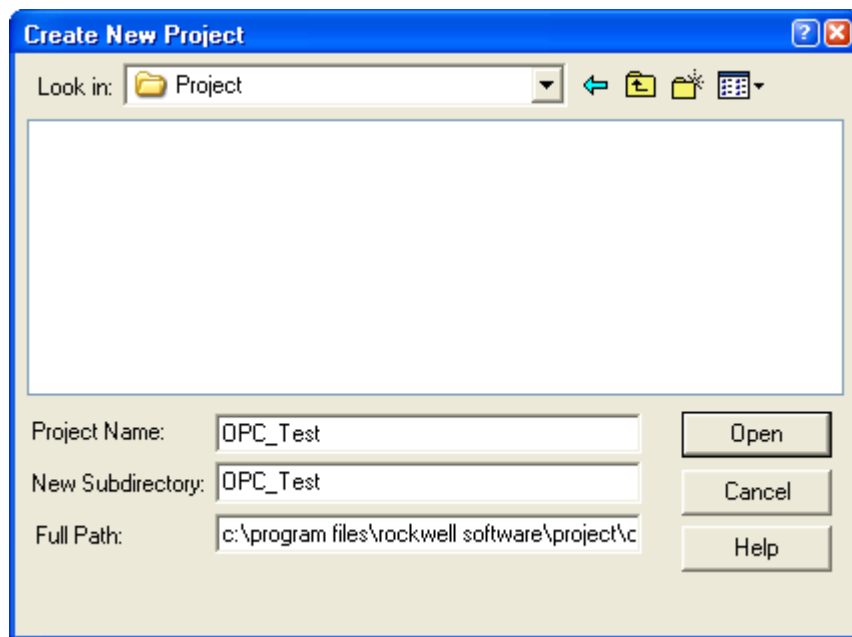 Create New Project
Look in: Project
Project Name: OPC_Test
Open
New Subdirectory: OPC_Test
Cancel
Full Path: c:\program files\rockwell software\project\
Help